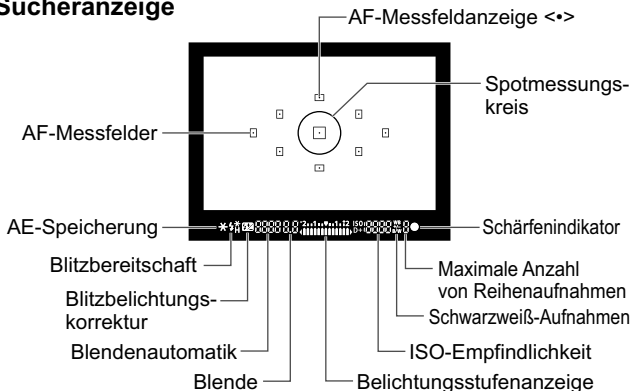 Sucheranzeige
AF-Messfeldanzeige <•>
Spotmessungs-
kreis
AF-Messfelder
AE-Speicherung
Schärfenindikator
Blitzbereitschaft
Maximale Anzahl
von Reihenaufnahmen
Blitzbelichtungs-
korrektur
Schwarzweiß-Aufnahmen
Blendenautomatik
ISO-Empfindlichkeit
Blende
Belichtungsstufenanzeige